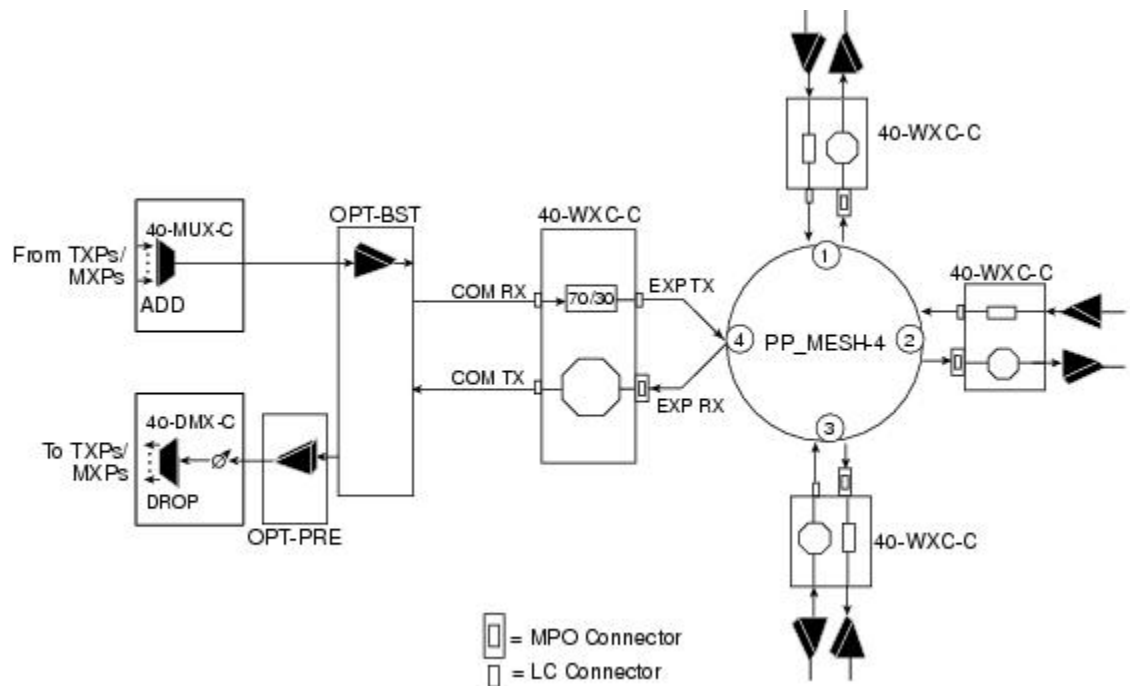 40-WXC-C
40-MUX-C
From TXPs/
MXPs
ADD
OPT-BST
40-WXC-C
COM RX
70/30
EXP TX
COM TX
EXP RX
1
4
PP_MESH-4
2
3
40-WXC-C
40-DMX-C
To TXPs/
MXPs
DROP
OPT-PRE
40-WXC-C
= MPO Connector
= LC Connector